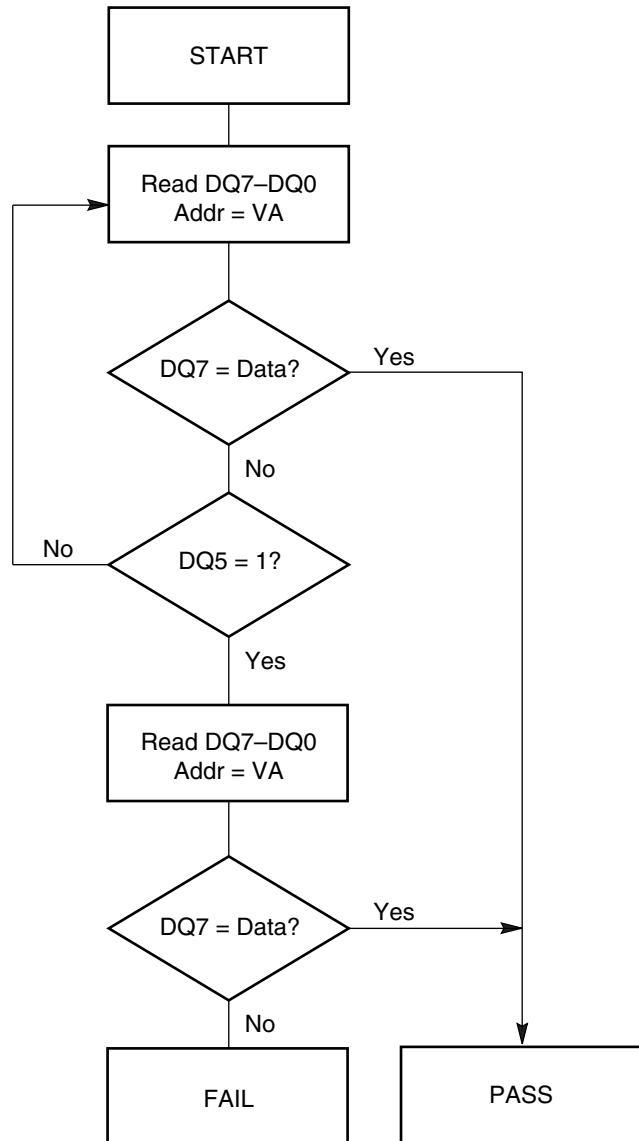 START
Read DQ7–DQ0
Addr = VA
DQ7 = Data?
Yes
No
No
DQ5 = 1?
Yes
Read DQ7–DQ0
Addr = VA
DQ7 = Data?
Yes
No
FAIL
PASS